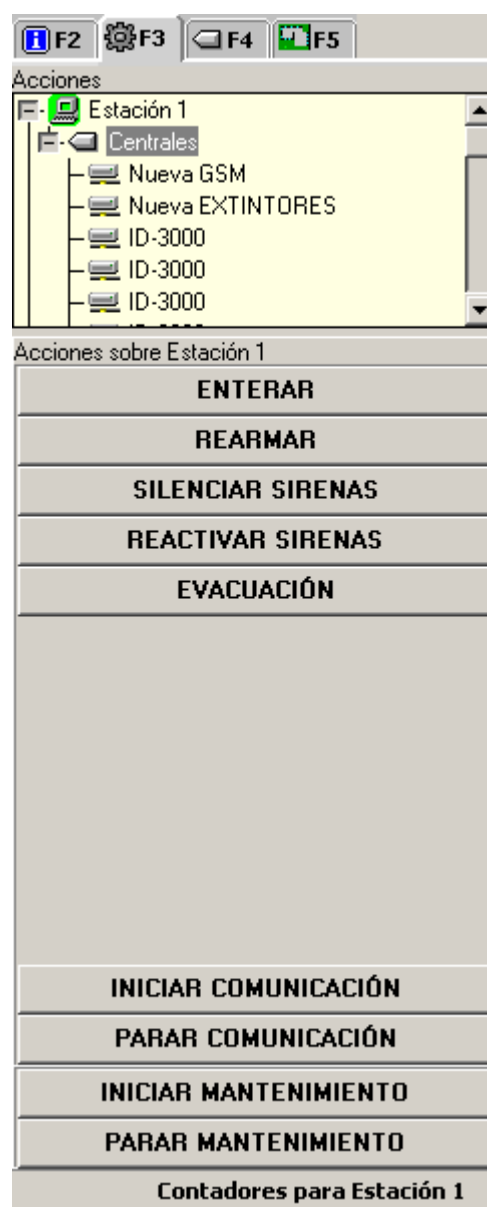 F2 F3 F4 F5
Acciones
Estación 1
Centrales
Nueva GSM
Nueva EXTINTORES
ID-3000
ID-3000
ID-3000
Acciones sobre Estación 1
ENTERAR
REARMAR
SILENCIAR SIRENAS
REACTIVAR SIRENAS
EVACUACIÓN
INICIAR COMUNICACIÓN
PARAR COMUNICACIÓN
INICIAR MANTENIMIENTO
PARAR MANTENIMIENTO
Contadores para Estación 1